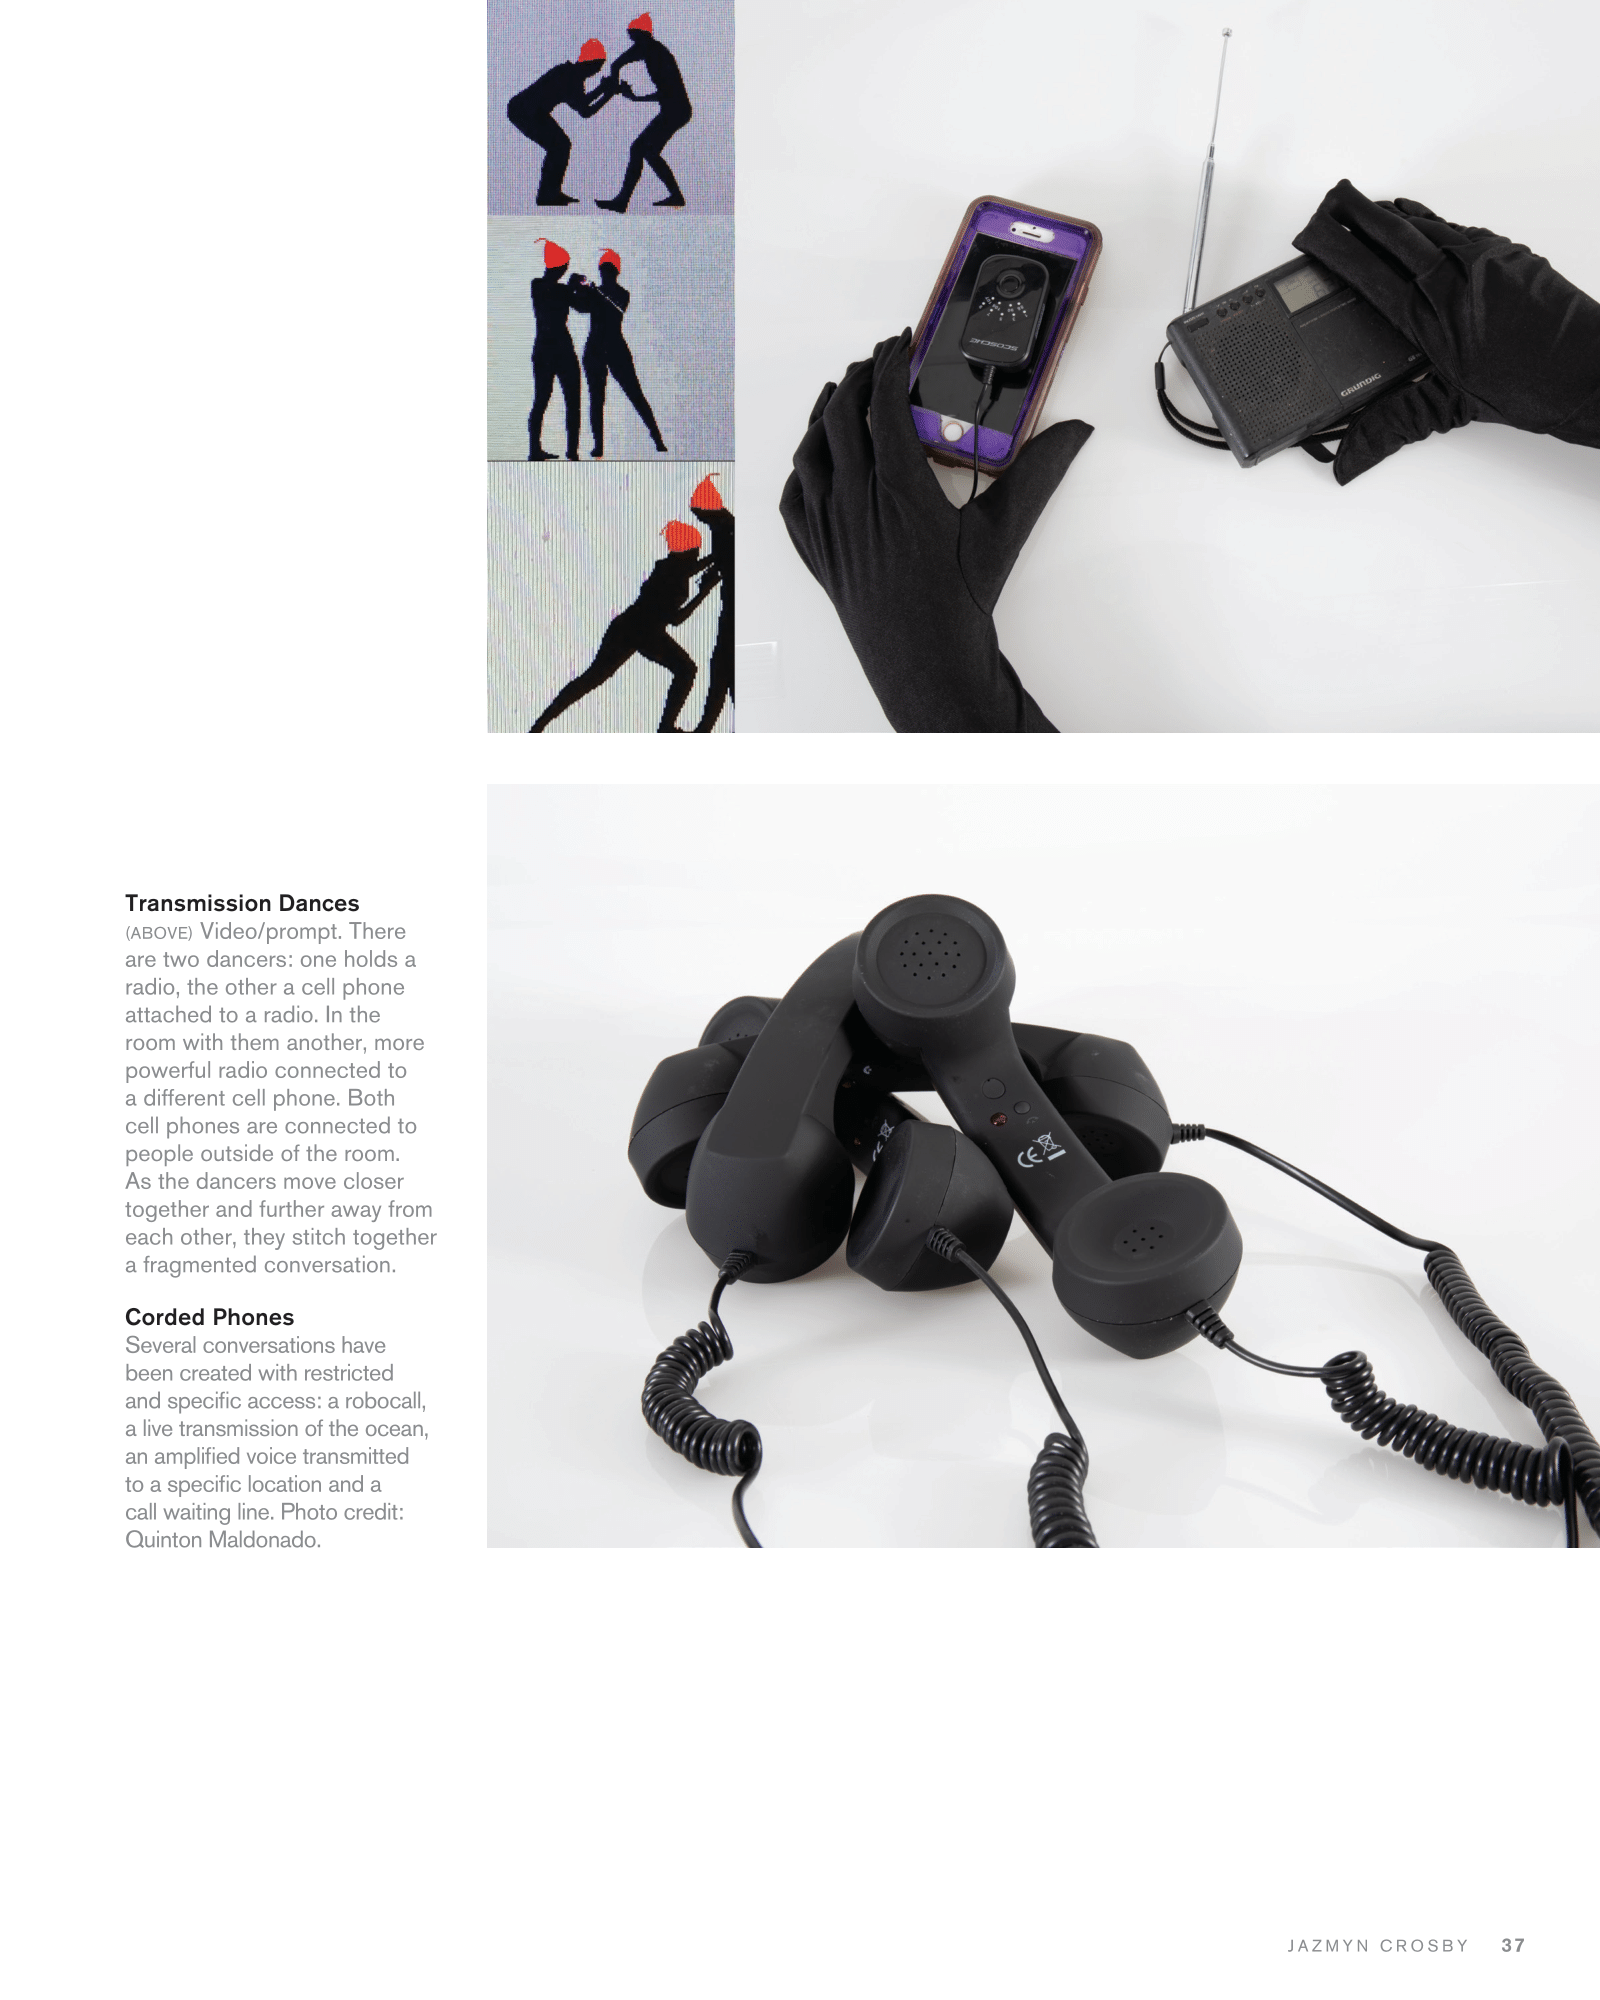 SCOSCHE
GRUNDIG
Transmission Dances
(ABOVE) Video/prompt. There
are two dancers: one holds a
radio, the other a cell phone
attached to a radio. In the
room with them another, more
powerful radio connected to
a different cell phone. Both
cell phones are connected to
people outside of the room.
As the dancers move closer
together and further away from
each other, they stitch together
a fragmented conversation.
Corded Phones
Several conversations have
been created with restricted
and specific access: a robocall,
a live transmission of the ocean,
an amplified voice transmitted
to a specific location and a
call waiting line. Photo credit:
Quinton Maldonado.
CE
CE
JAZMYN CROSBY 37